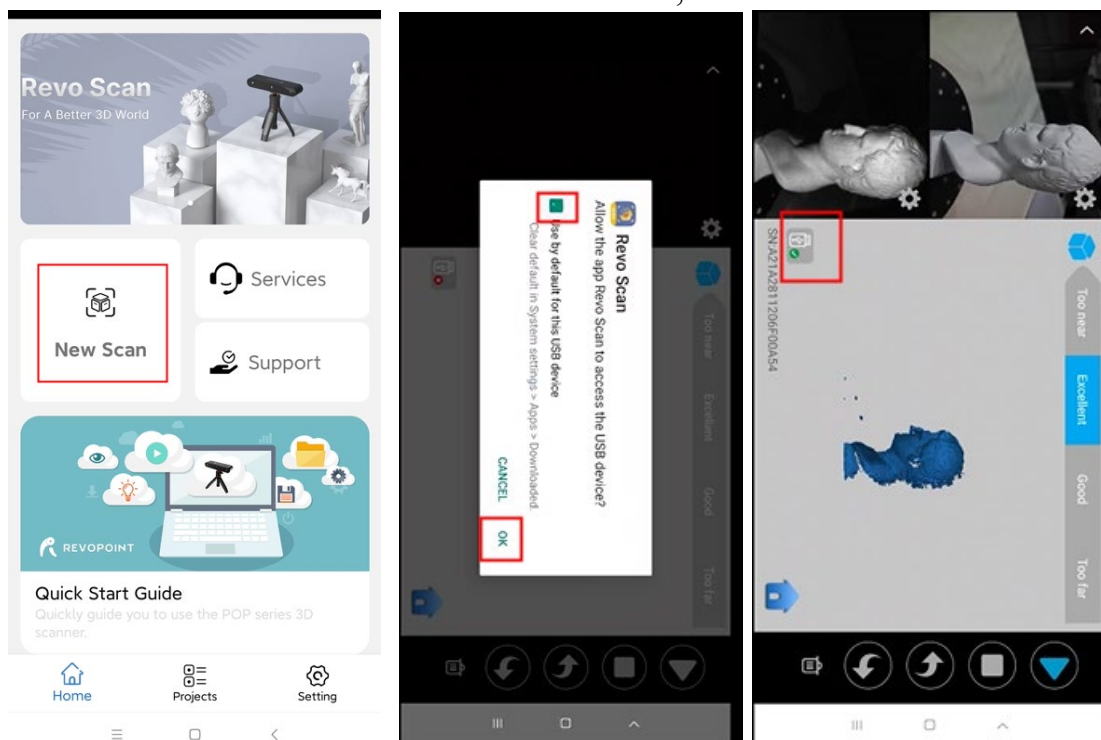 Revo Scan
For A Better 3D World
New Scan
Services
Support
REVOPOINT
Quick Start Guide
Quickly guide you to use the POP series 3D
scanner.
Home
Projects
Setting
Revo Scan
Allow the app Revo Scan to access the USB device?
Use by default for this USB device
Clear default in System settings > Apps > Downloaded.
CANCEL
OK
Too near
Excellent
Good
Too far
SN:A21A2811206F00A54
Too near
Excellent
Good
Too far